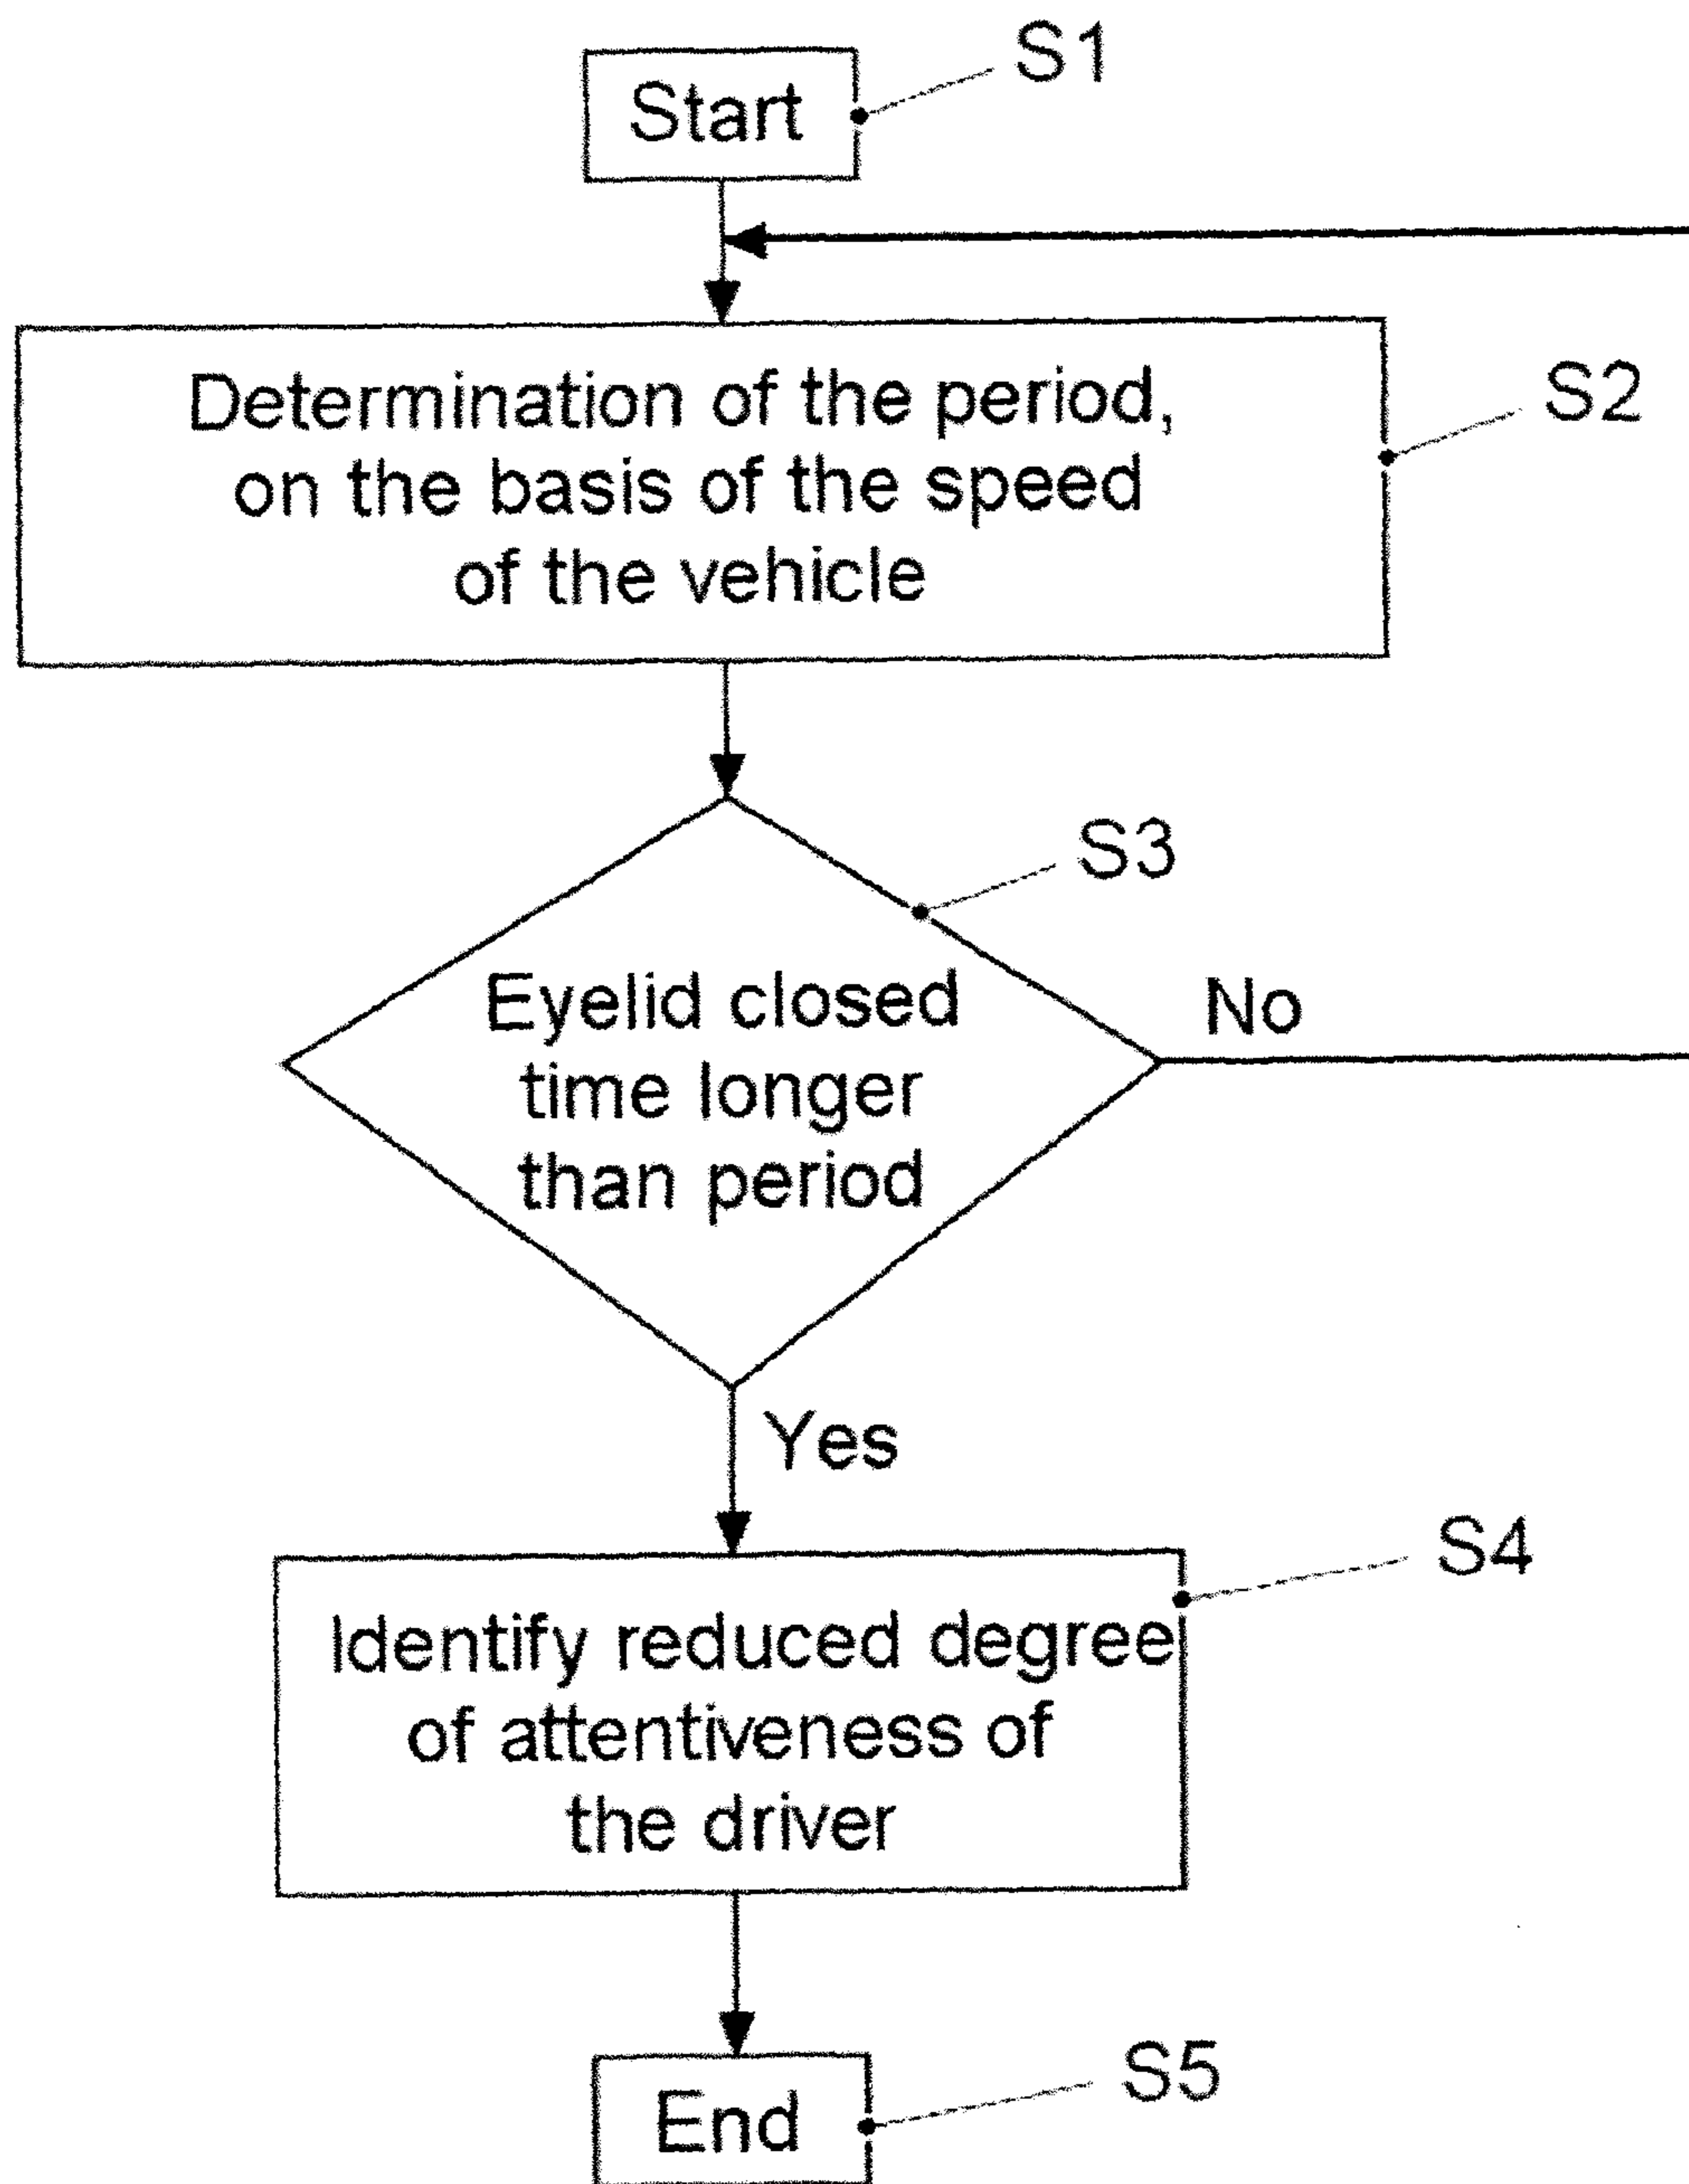 Start
S1
Determination of the period,
on the basis of the speed
of the vehicle
S2
S3
Eyelid closed
time longer
than period
No
Yes
S4
Identify reduced degree
of attentiveness of
the driver
S5
End